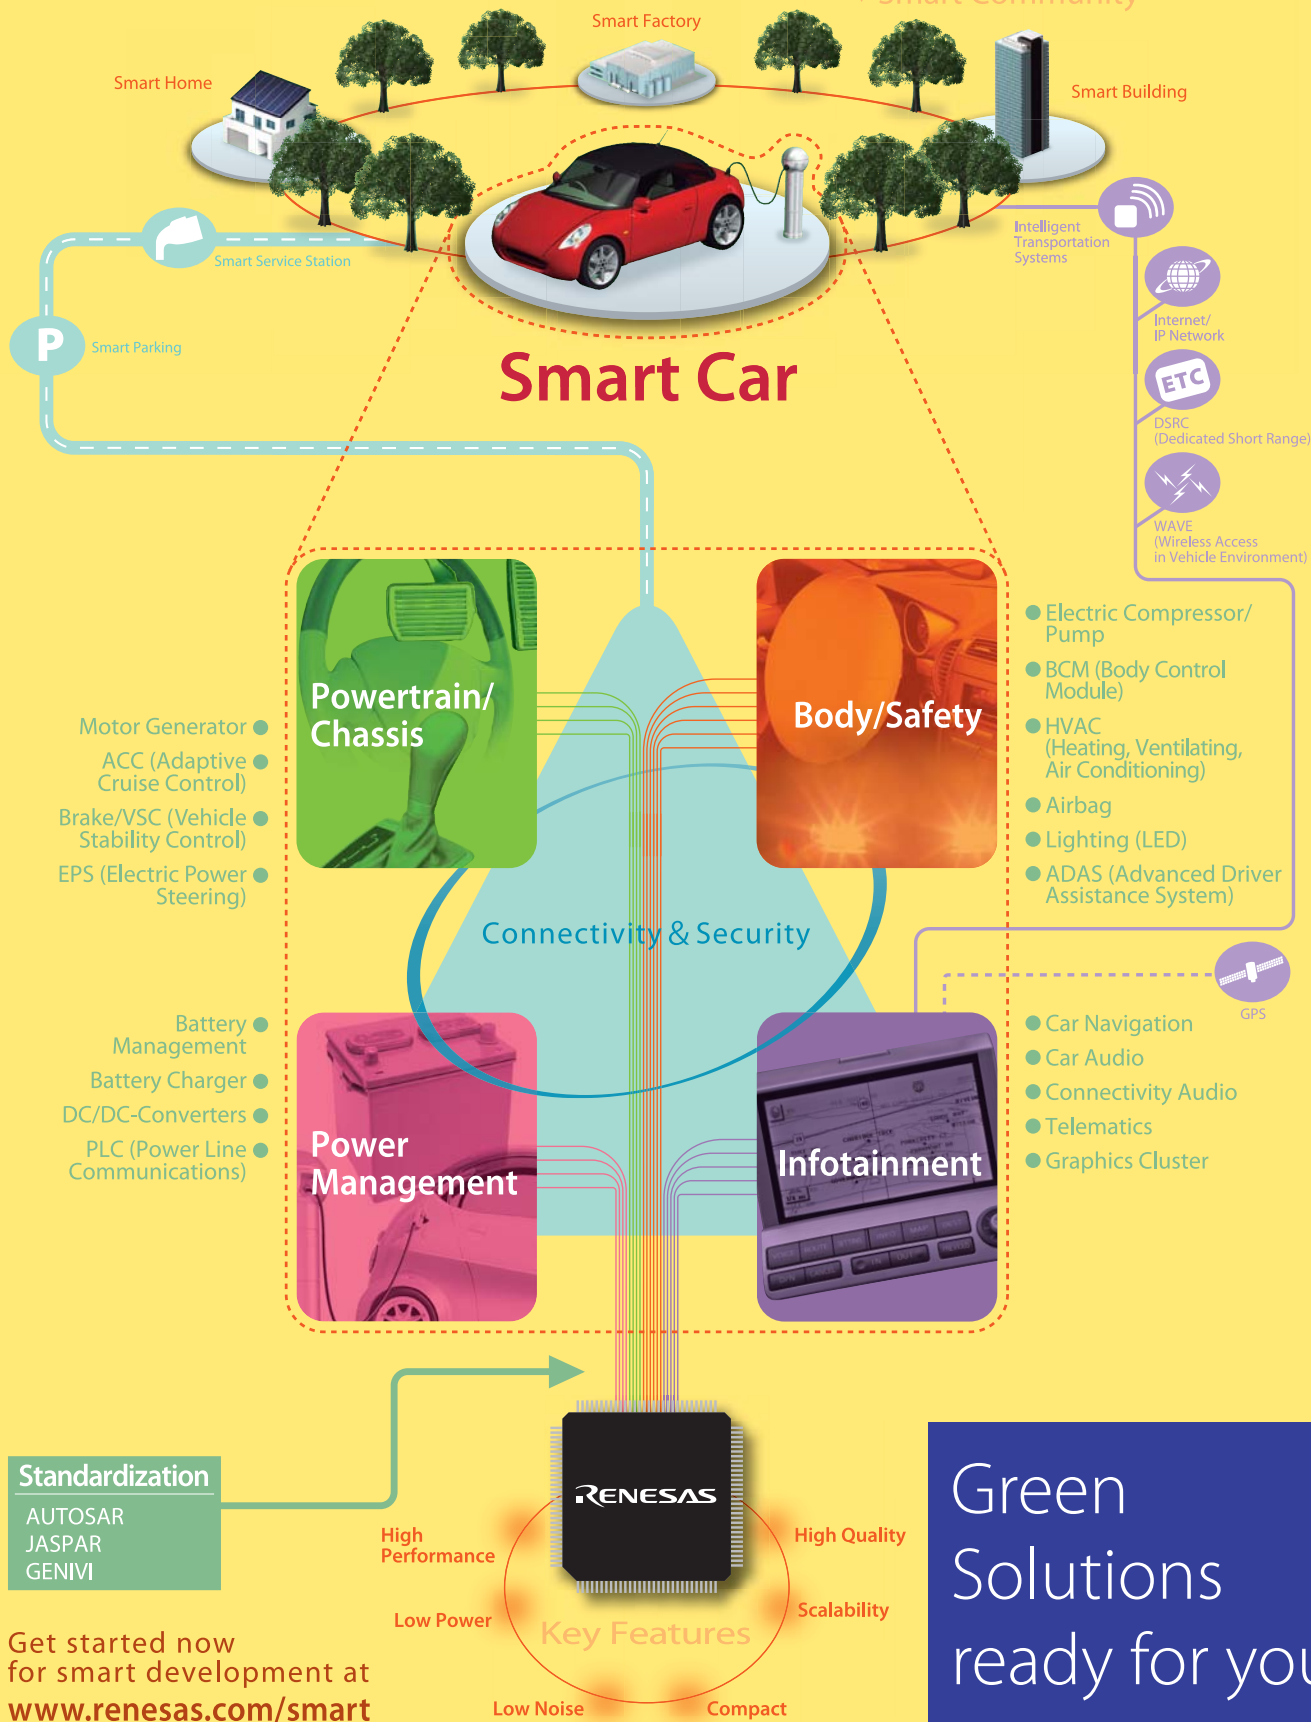 Smart Community
Smart Factory
Smart Home
Smart Building
Intelligent
Transportation
Systems
Smart Service Station
Internet/
IP Network
P
Smart Parking
Smart Car
ETC
DSRC
(Dedicated Short Range)
WAVE
(Wireless Access
in Vehicle Environment)
Powertrain/
Chassis
Motor Generator
ACC (Adaptive
Cruise Control)
Brake/VSC (Vehicle
Stability Control)
EPS (Electric Power
Steering)
Body/Safety
Electric Compressor/
Pump
BCM (Body Control
Module)
HVAC
(Heating, Ventilating,
Air Conditioning)
Airbag
Lighting (LED)
ADAS (Advanced Driver
Assistance System)
Connectivity & Security
GPS
Battery
Management
Battery Charger
DC/DC-Converters
PLC (Power Line
Communications)
Power
Management
Infotainment
Car Navigation
Car Audio
Connectivity Audio
Telematics
Graphics Cluster
Standardization
AUTOSAR
JASPAR
GENIVI
RENESAS
High
Performance
High Quality
Low Power
Scalability
Key Features
Low Noise
Compact
Get started now
for smart development at
www.renesas.com/smart
Green
Solutions
ready for you